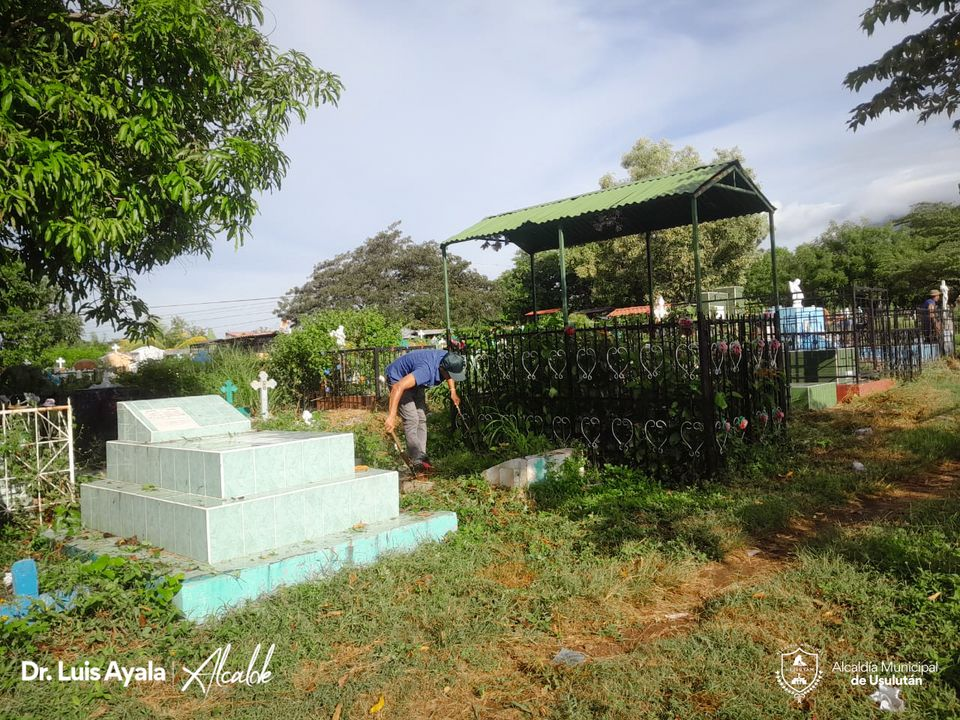 Dr. Luis Ayala | Alcalde
Alcaldía Municipal
de Usulután